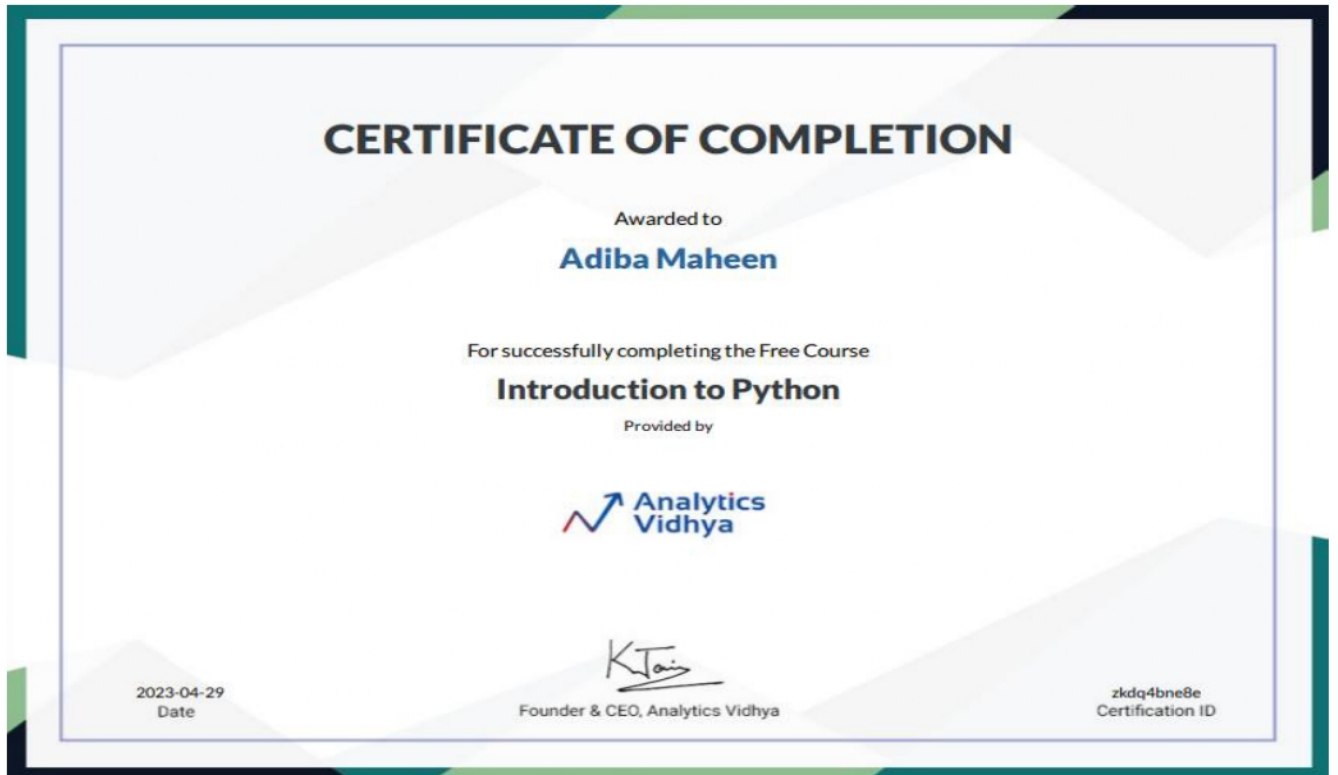 CERTIFICATE OF COMPLETION
Awarded to
Adiba Maheen
For successfully completing the Free Course
Introduction to Python
Provided by
Analytics
Vidhya
K Jain
2023-04-29
Date
Founder & CEO, Analytics Vidhya
zkdq4bne8e
Certification ID